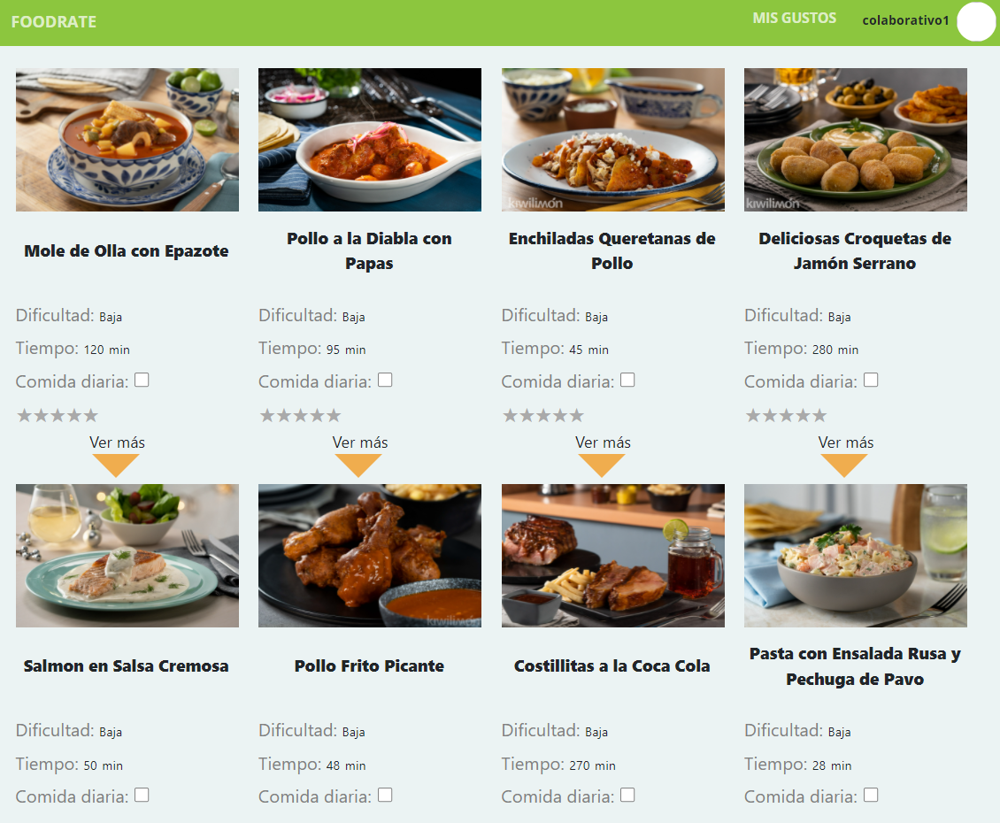 FOODRATE
MIS GUSTOS
colaborativo1
kiwilimón
kiwilimón
Mole de Olla con Epazote
Pollo a la Diabla con
Papas
Enchiladas Queretanas de
Pollo
Deliciosas Croquetas de
Jamón Serrano
Dificultad: Baja
Dificultad: Baja
Dificultad: Baja
Dificultad: Baja
Tiempo: 120 min
Tiempo: 95 min
Tiempo: 45 min
Tiempo: 280 min
Comida diaria:
Comida diaria:
Comida diaria:
Comida diaria:
Ver más
Ver más
Ver más
Ver más
kiwilimón
Salmon en Salsa Cremosa
Pollo Frito Picante
Costillitas a la Coca Cola
Pasta con Ensalada Rusa y
Pechuga de Pavo
Dificultad: Baja
Dificultad: Baja
Dificultad: Baja
Dificultad: Baja
Tiempo: 50 min
Tiempo: 48 min
Tiempo: 270 min
Tiempo: 28 min
Comida diaria:
Comida diaria:
Comida diaria:
Comida diaria: